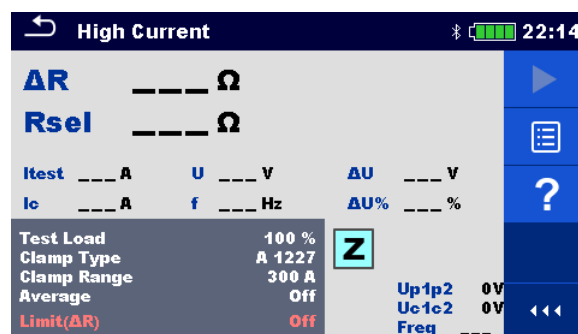 High Current 22:14
ΔR ___ Ω
Rsel ___ Ω
Itest ___ A U ___ V ΔU ___ V
Ic ___ A f ___ Hz ΔU% ___ %
?
Test Load 100 %
Clamp Type A 1227
Clamp Range 300 A
Average Off
Limit(ΔR) Off
Z
Up1p2 0V
Uc1c2 0V
Freq ___